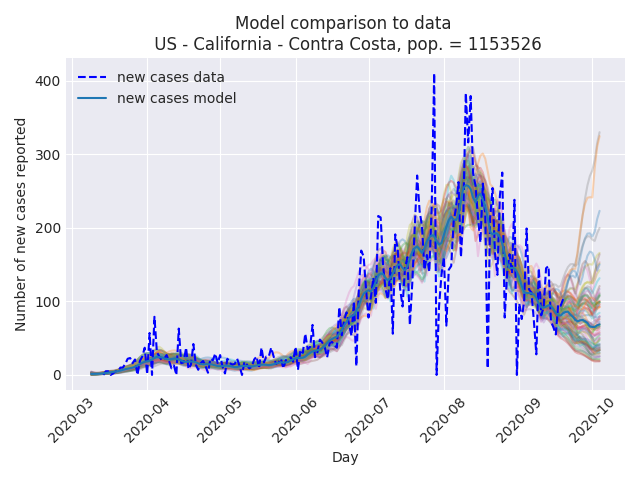 Model comparison to data
US - California - Contra Costa, pop. = 1153526
new cases data
new cases model
Number of new cases reported
400
300
200
100
0
2020-03
2020-04
2020-05
2020-06
2020-07
2020-08
2020-09
2020-10
Day